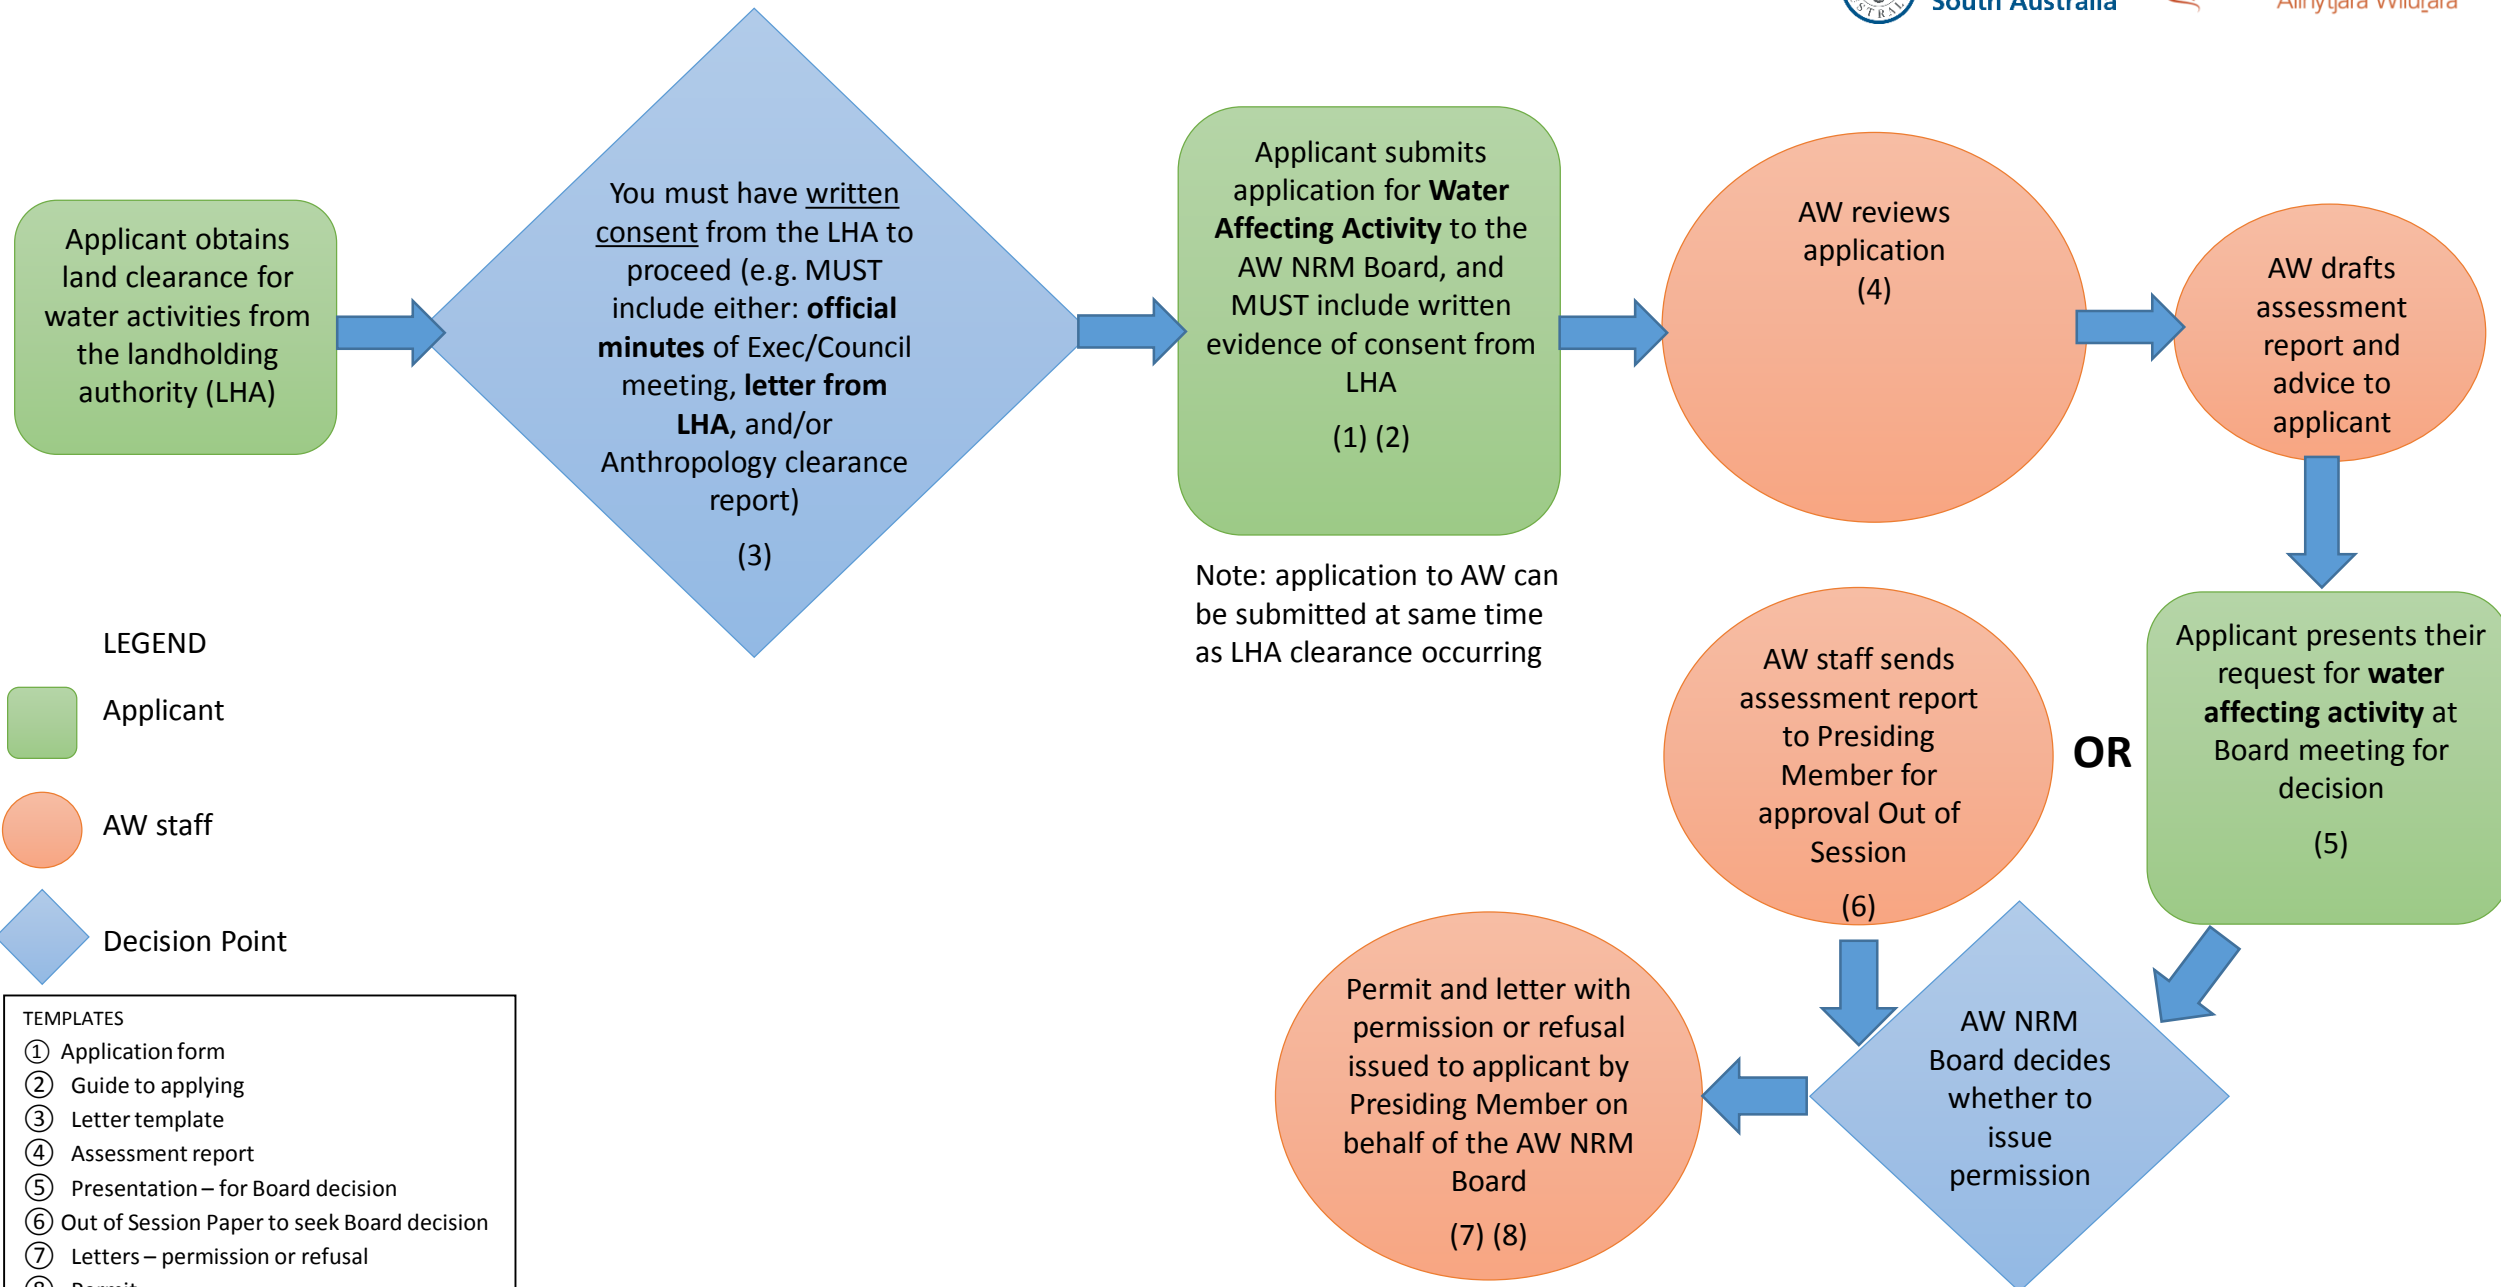 South Australia
Alinytjara Wilu<u>r</u>ara
Applicant obtains
land clearance for
water activities from
the landholding
authority (LHA)
You must have written
consent from the LHA to
proceed (e.g. MUST
include either: official
minutes of Exec/Council
meeting, letter from
LHA, and/or
Anthropology clearance
report)
(3)
Applicant submits
application for Water
Affecting Activity to the
AW NRM Board, and
MUST include written
evidence of consent from
LHA
(1) (2)
Note: application to AW can
be submitted at same time
as LHA clearance occurring
AW reviews
application
(4)
AW drafts
assessment
report and
advice to
applicant
AW staff sends
assessment report
to Presiding
Member for
approval Out of
Session
(6)
OR
Applicant presents their
request for water
affecting activity at
Board meeting for
decision
(5)
AW NRM
Board decides
whether to
issue
permission
Permit and letter with
permission or refusal
issued to applicant by
Presiding Member on
behalf of the AW NRM
Board
(7) (8)
LEGEND
Applicant
AW staff
Decision Point
TEMPLATES
① Application form
② Guide to applying
③ Letter template
④ Assessment report
⑤ Presentation – for Board decision
⑥ Out of Session Paper to seek Board decision
⑦ Letters – permission or refusal
⑧ Permit